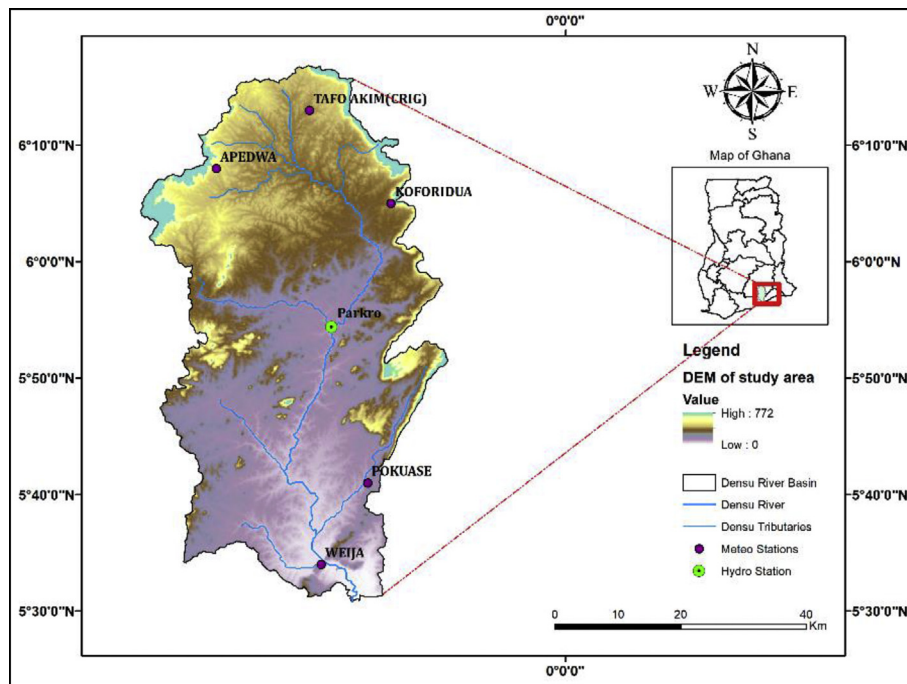 0°0'0"
N
W E
S
Map of Ghana
TAFO AKIM(CRIG)
6°10'0"N
6°10'0"N
APEDWA
KOFORIDUA
6°0'0"N
6°0'0"N
Parkro
5°50'0"N
5°50'0"N
Legend
DEM of study area
Value
High : 772
Low : 0
POKUASE
5°40'0"N
5°40'0"N
Densu River Basin
Densu River
Densu Tributaries
Meteo Stations
Hydro Station
WEIJA
5°30'0"N
5°30'0"N
0 10 20 40
Km
0°0'0"